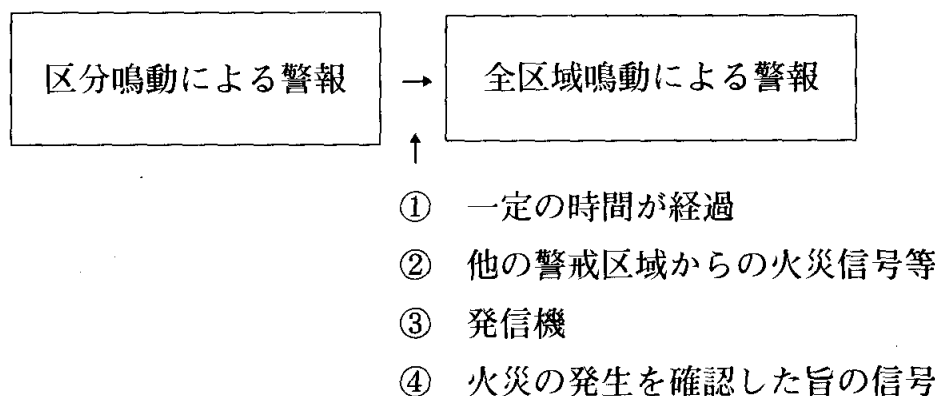 区分鳴動による警報 → 全区域鳴動による警報
↑
① 一定の時間が経過
② 他の警戒区域からの火災信号等
③ 発信機
④ 火災の発生を確認した旨の信号